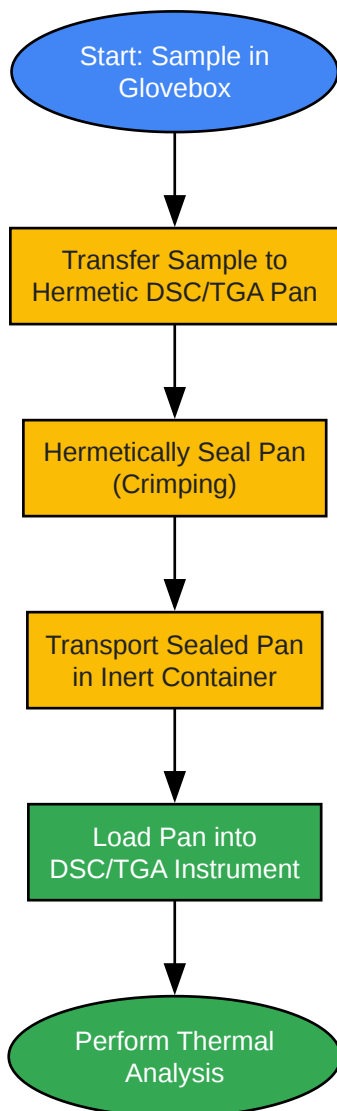 Start: Sample in
Glovebox
Transfer Sample to
Hermetic DSC/TGA Pan
Hermetically Seal Pan
(Crimping)
Transport Sealed Pan
in Inert Container
Load Pan into
DSC/TGA Instrument
Perform Thermal
Analysis